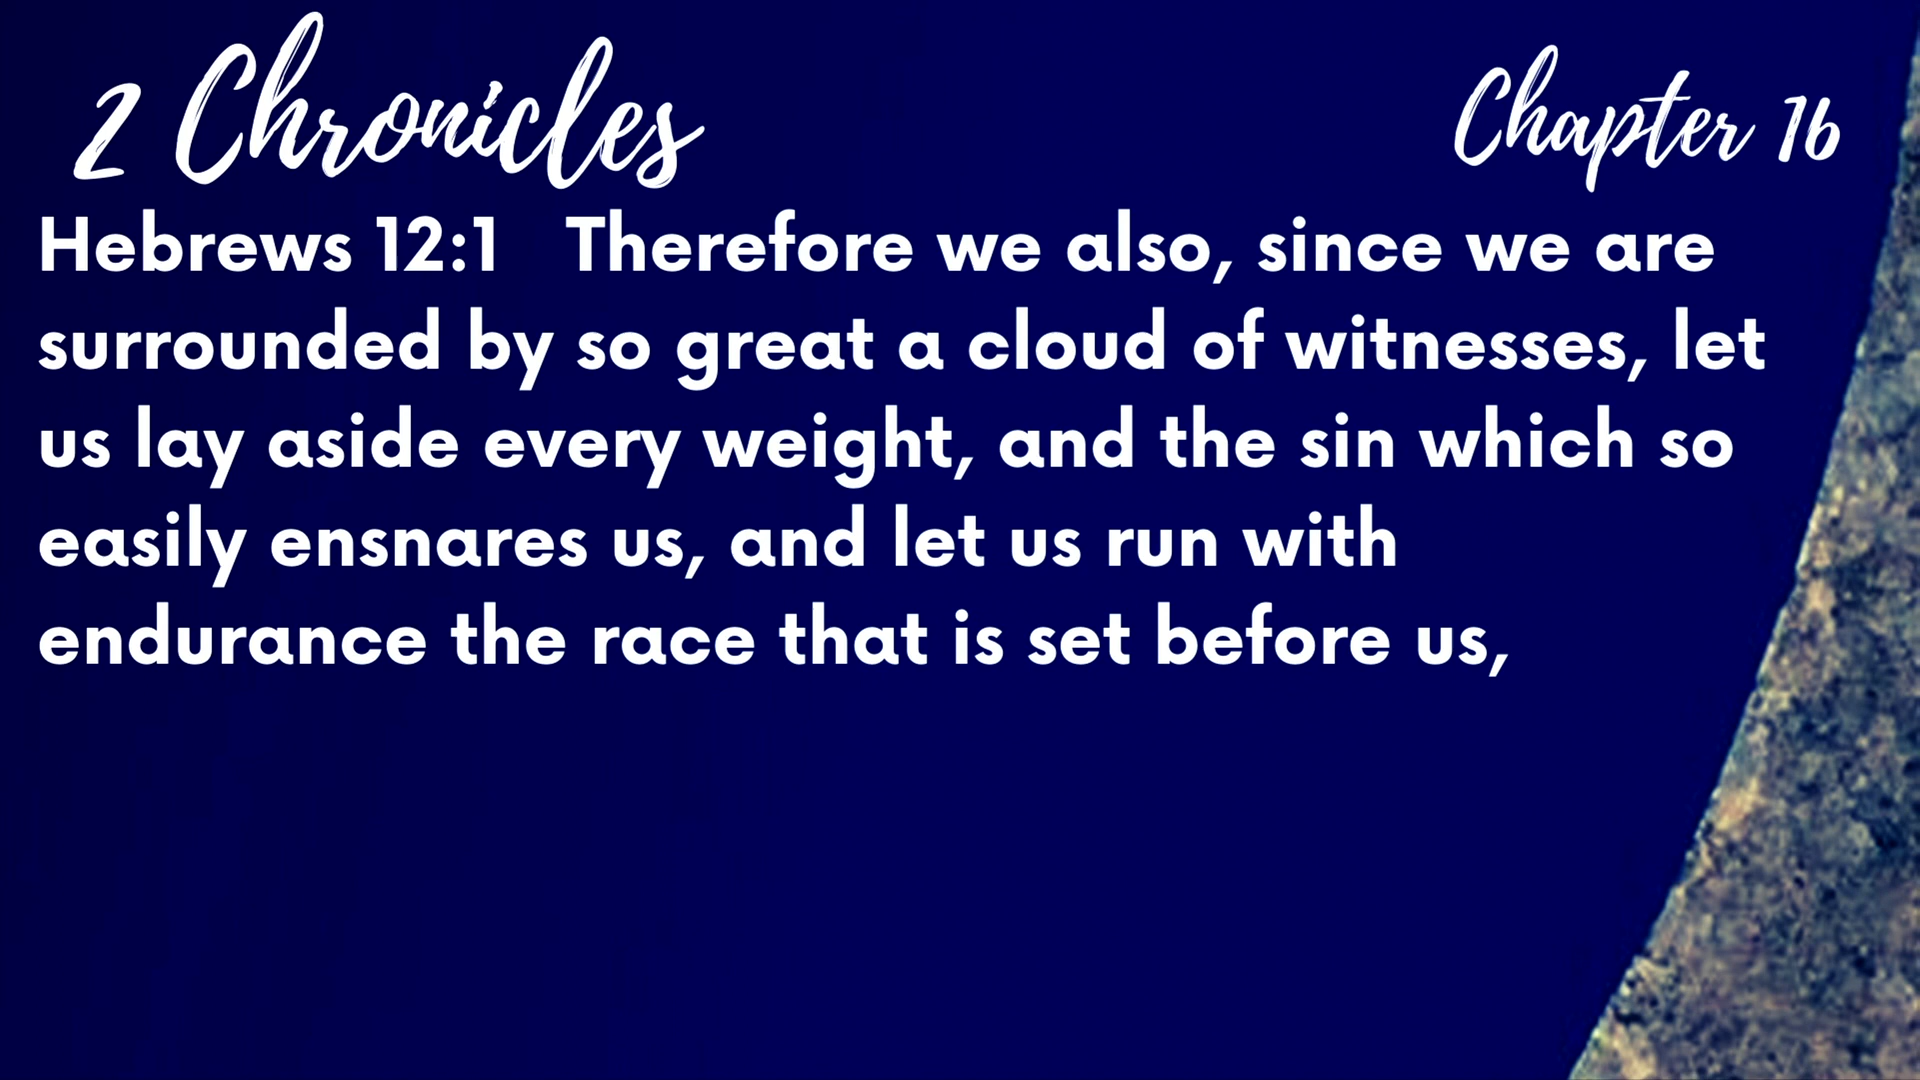 2 Chronicles
Chapter 16
Hebrews 12:1   Therefore we also, since we are
surrounded by so great a cloud of witnesses, let
us lay aside every weight, and the sin which so
easily ensnares us, and let us run with
endurance the race that is set before us,